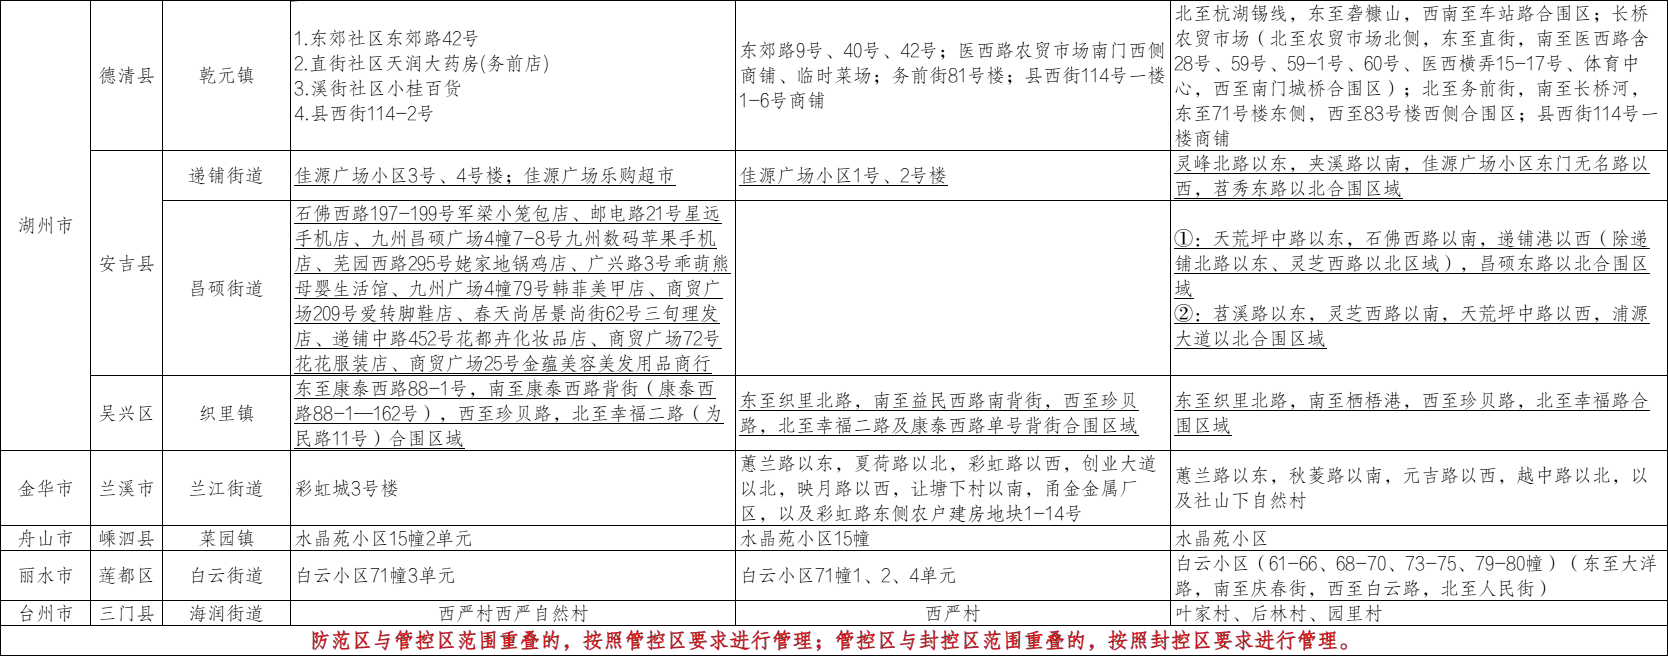 湖州市
德清县
乾元镇
1.东郊社区东郊路42号
2.直街社区天润大药房(务前店)
3.溪街社区小桂百货
4.县西街114-2号
东郊路9号、40号、42号；医西路农贸市场南门西侧
商铺、临时菜场；务前街81号楼；县西街114号一楼
1-6号商铺
北至杭湖锡线，东至砻糠山，西南至车站路合围区；长桥
农贸市场（北至农贸市场北侧，东至直街，南至医西路含
28号、59号、59-1号、60号、医西横弄15-17号、体育中
心，西至南门城桥合围区）；北至务前街，南至长桥河，
东至71号楼东侧，西至83号楼西侧合围区；县西街114号一
楼商铺
安吉县
递铺街道
佳源广场小区3号、4号楼；佳源广场乐购超市
佳源广场小区1号、2号楼
灵峰北路以东，夹溪路以南，佳源广场小区东门无名路以
西，苕秀东路以北合围区域
昌硕街道
石佛西路197-199号军梁小笼包店、邮电路21号星远
手机店、九州昌硕广场4幢7-8号九州数码苹果手机
店、芜园西路295号姥家地锅鸡店、广兴路3号乖萌熊
母婴生活馆、九州广场4幢79号韩菲美甲店、商贸广
场209号爱转脚鞋店、春天尚居景尚街62号三旬理发
店、递铺中路452号花都卉化妆品店、商贸广场72号
花花服装店、商贸广场25号金蕴美容美发用品商行
①：天荒坪中路以东，石佛西路以南，递铺港以西（除递
铺北路以东、灵芝西路以北区域），昌硕东路以北合围区
域
②：苕溪路以东，灵芝西路以南，天荒坪中路以西，浦源
大道以北合围区域
吴兴区
织里镇
东至康泰西路88-1号，南至康泰西路背街（康泰西
路88-1—162号），西至珍贝路，北至幸福二路（为
民路11号）合围区域
东至织里北路，南至益民西路南背街，西至珍贝
路，北至幸福二路及康泰西路单号背街合围区域
东至织里北路，南至栖梧港，西至珍贝路，北至幸福路合
围区域
金华市
兰溪市
兰江街道
彩虹城3号楼
蕙兰路以东，夏荷路以北，彩虹路以西，创业大道
以北，映月路以西，让塘下村以南，甬金金属厂
区，以及彩虹路东侧农户建房地块1-14号
蕙兰路以东，秋菱路以南，元吉路以西，越中路以北，以
及社山下自然村
舟山市
嵊泗县
菜园镇
水晶苑小区15幢2单元
水晶苑小区15幢
水晶苑小区
丽水市
莲都区
白云街道
白云小区71幢3单元
白云小区71幢1、2、4单元
白云小区（61-66、68-70、73-75、79-80幢）（东至大洋
路，南至庆春街，西至白云路，北至人民街）
台州市
三门县
海润街道
西严村西严自然村
西严村
叶家村、后林村、园里村
防范区与管控区范围重叠的，按照管控区要求进行管理；管控区与封控区范围重叠的，按照封控区要求进行管理。